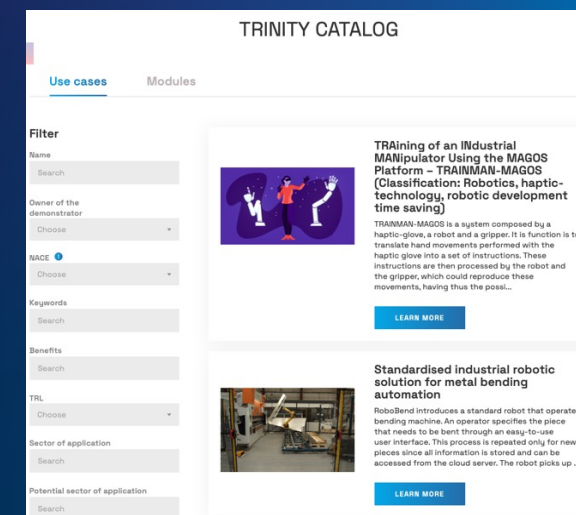 TRINITY CATALOG
Use cases
Modules
Filter
Name
Search
Owner of the
demonstrator
Choose
NACE
Choose
Keywords
Search
Benefits
Search
TRL
Choose
Sector of application
Search
Potential sector of application
Search
TRAining of an INdustrial
MANipulator Using the MAGOS
Platform – TRAINMAN-MAGOS
(Classification: Robotics, haptic-
technology, robotic development
time saving)
TRAINMAN-MAGOS is a system composed by a
haptic-glove, a robot and a gripper. It is function is to
translate hand movements performed with the
haptic glove into a set of instructions. These
instructions are then processed by the robot and
the gripper, which could reproduce these
movements, having thus the possi...
LEARN MORE
Standardised industrial robotic
solution for metal bending
automation
RoboBend introduces a standard robot that operate
bending machine. An operator specifies the piece
that needs to be bent through an easy-to-use
user interface. This process is repeated only for new
pieces since all information is stored and can be
accessed from the cloud server. The robot picks up ..
LEARN MORE